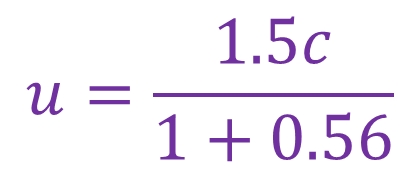 u = 1.5c / 1 + 0.56